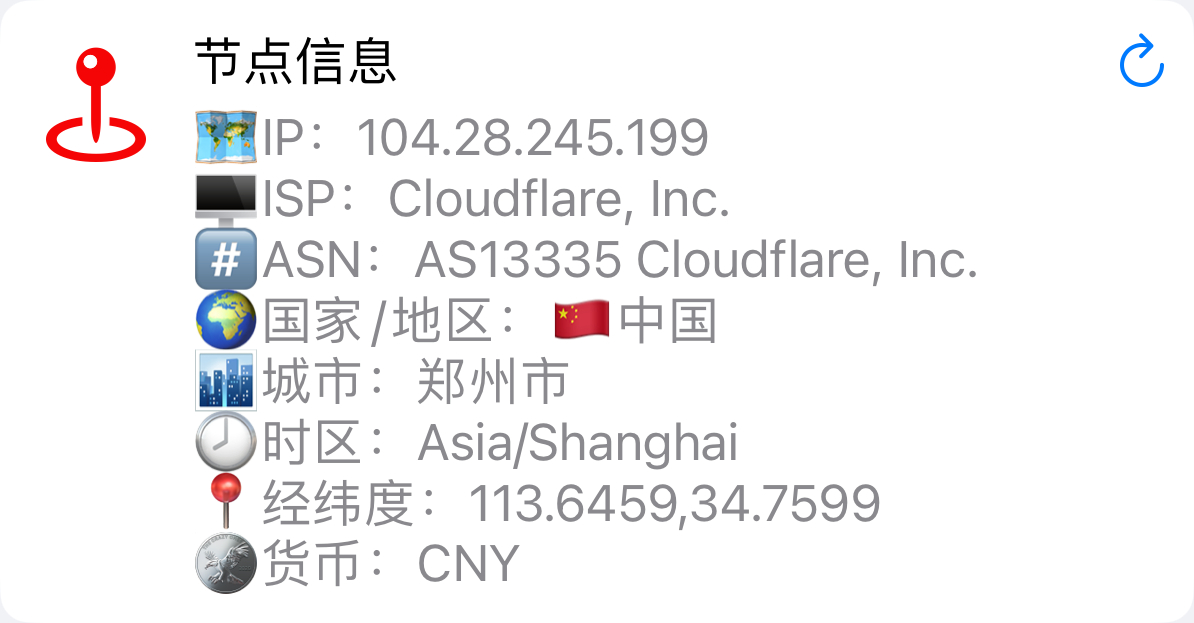 节点信息
🗺️IP：104.28.245.199
🖥️ISP：Cloudflare, Inc.
#️⃣ASN：AS13335 Cloudflare, Inc.
🌍国家/地区：🇨🇳中国
🏙️城市：郑州市
🕗时区：Asia/Shanghai
📍经纬度：113.6459,34.7599
🪙货币：CNY